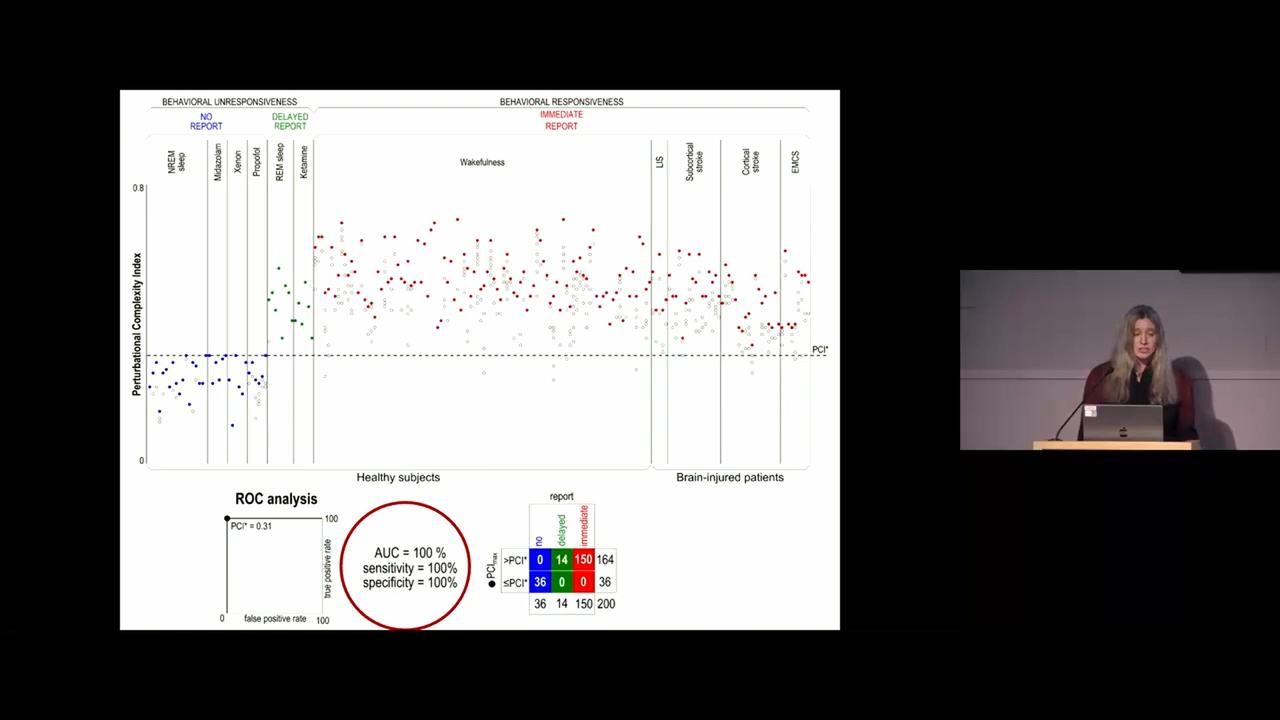 BEHAVIORAL UNRESPONSIVENESS
BEHAVIORAL RESPONSIVENESS
NO
REPORT
DELAYED
REPORT
IMMEDIATE
REPORT
NREM
sleep
Midazolam
Xenon
Propofol
REM sleep
Ketamine
Wakefulness
LIS
Subcortical
stroke
Cortical
stroke
EMCS
0.8
Perturbational Complexity Index
PCI*
0
Healthy subjects
Brain-injured patients
ROC analysis
PCI* = 0.31
100
true positive rate
0
false positive rate
100
AUC = 100 %
sensitivity = 100%
specificity = 100%
report
no
delayed
immediate
PCImax
>PCI* 0 14 150 164
≤PCI* 36 0 0 36
36 14 150 200